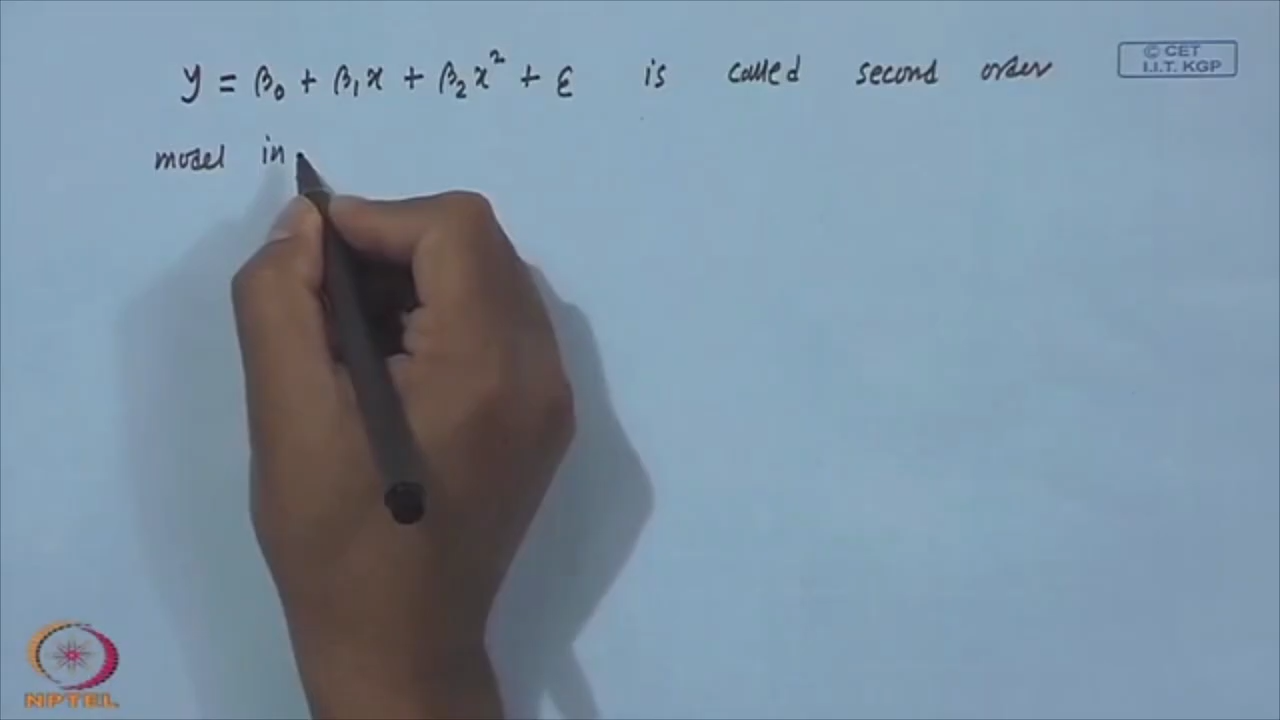 y = β₀ + β₁x + β₂x² + ε is called second order
© CET
I.I.T. KGP
model in
NPTEL